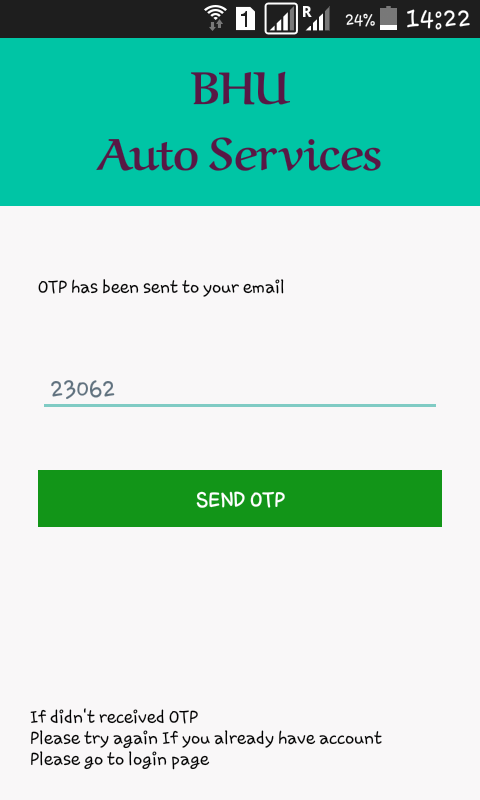 1 R 24% 14:22
BHU
Auto Services
OTP has been sent to your email
23062
SEND OTP
If didn't received OTP
Please try again If you already have account
Please go to login page